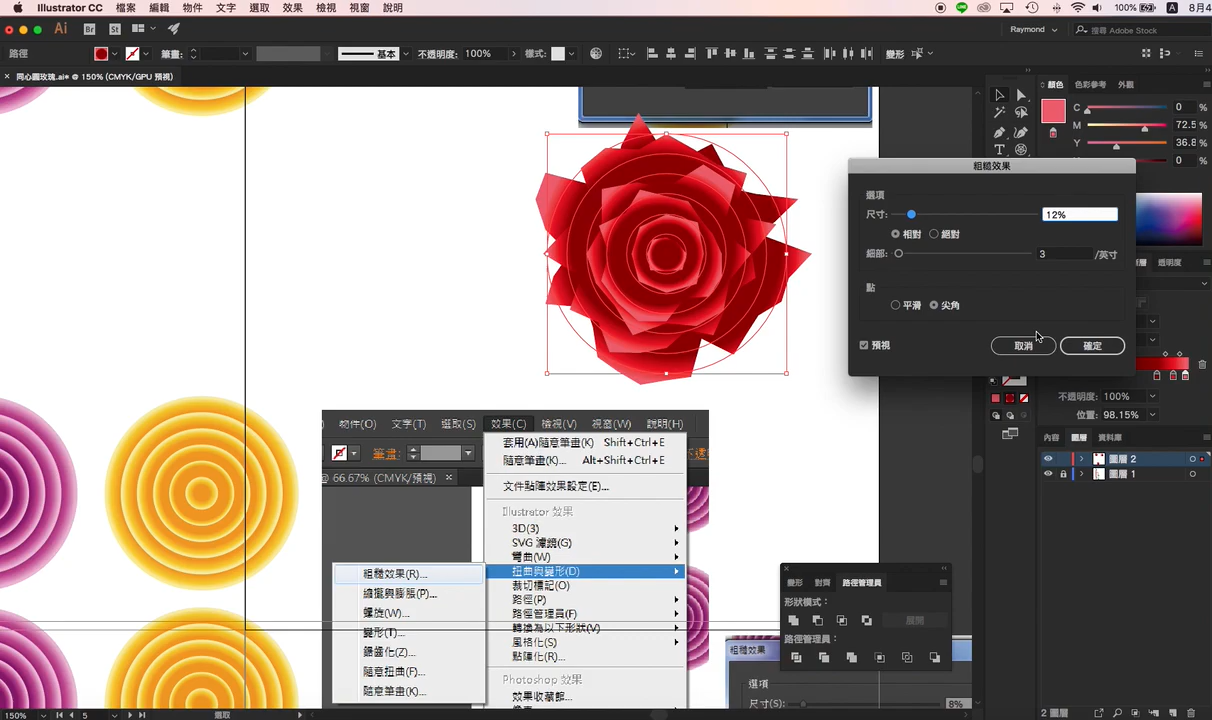 Illustrator CC 檔案 編輯 物件 文字 選取 效果 檢視 視窗 說明
100% 8月4
Ai Br St
Raymond 搜尋 Adobe Stock
路徑 筆畫: 基本 不透明度: 100% 樣式: 變形
同心圓玫瑰.ai* @ 150% (CMYK/GPU 預視)
顏色 色彩參考 外觀
C 0 %
M 72.5 %
Y 36.8 %
0 %
粗糙效果
選項
尺寸: 12%
相對 絕對
細部: 3 /英寸
點
平滑 尖角
預視 取消 確定
透明度
不透明度: 100%
位置: 98.15%
內容 圖層 資料庫
圖層 2
圖層 1
物件(O) 文字(T) 選取(S) 效果(C) 檢視(V) 視窗(W) 說明(H)
套用(A)隨意筆畫(K) Shift+Ctrl+E
筆畫:
隨意筆畫(K)... Alt+Shift+Ctrl+E
@ 66.67% (CMYK/預視)
文件點陣效果設定(E)...
Illustrator 效果
3D(3)
SVG 濾鏡(G)
彎曲(W)
扭曲與變形(D)
粗糙效果(R)...
裁切標記(O)
縮攏與膨脹(P)...
路徑(P)
螺旋(W)...
路徑管理員(F)
變形(T)...
轉換為以下形狀(V)
風格化(S)
鋸齒化(Z)...
點陣化(R)...
隨意扭曲(F)...
Photoshop 效果
隨意筆畫(K)...
效果收藏館...
變形 對齊 路徑管理員
形狀模式:
展開
路徑管理員:
粗糙效果
選項
尺寸(S): 8%
150% 5 選取
2 圖層